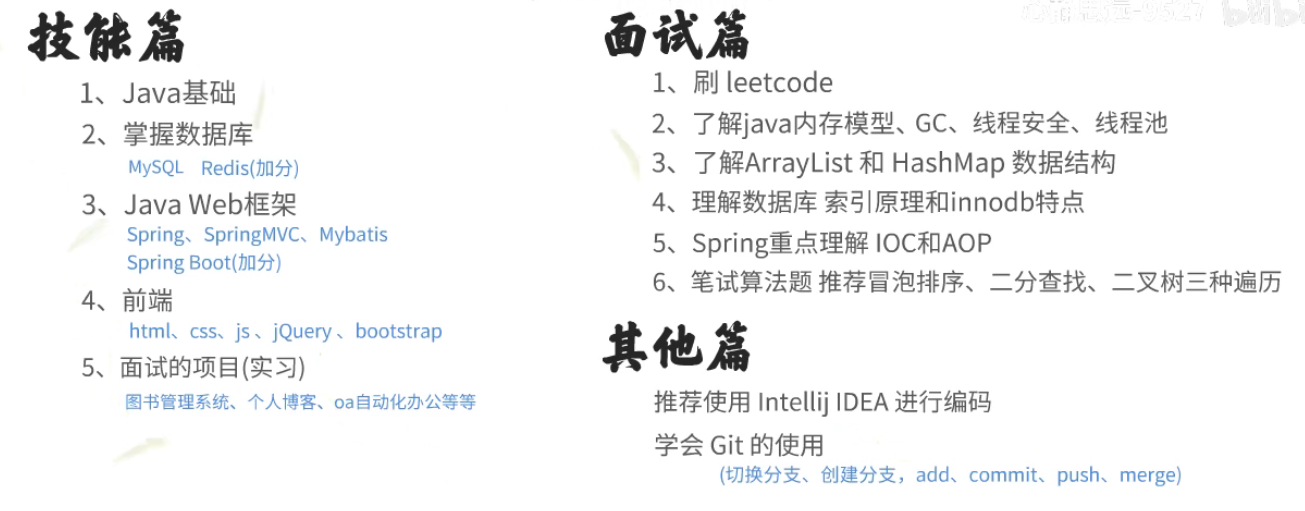 技能篇
1、Java基础
2、掌握数据库
MySQL Redis(加分)
3、Java Web框架
Spring、SpringMVC、Mybatis
Spring Boot(加分)
4、前端
html、css、js 、jQuery 、bootstrap
5、面试的项目(实习)
图书管理系统、个人博客、oa自动化办公等等
面试篇
1、刷 leetcode
2、了解java内存模型、GC、线程安全、线程池
3、了解ArrayList 和 HashMap 数据结构
4、理解数据库 索引原理和innodb特点
5、Spring重点理解 IOC和AOP
6、笔试算法题 推荐冒泡排序、二分查找、二叉树三种遍历
其他篇
推荐使用 Intellij IDEA 进行编码
学会 Git 的使用
(切换分支、创建分支，add、commit、push、merge)